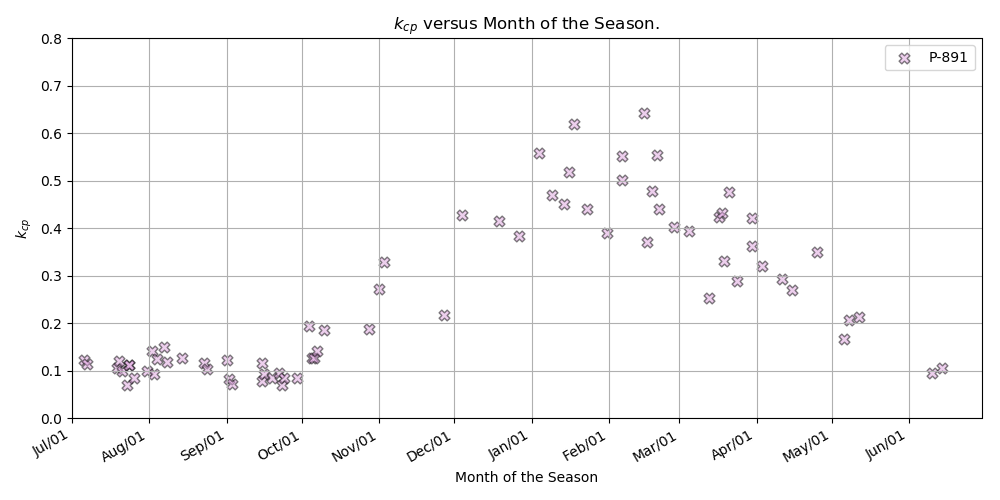 k_cp versus Month of the Season.
P-891
0.8
0.7
0.6
0.5
0.4
0.3
0.2
0.1
0.0
k_cp
Jul/01 Aug/01 Sep/01 Oct/01 Nov/01 Dec/01 Jan/01 Feb/01 Mar/01 Apr/01 May/01 Jun/01
Month of the Season